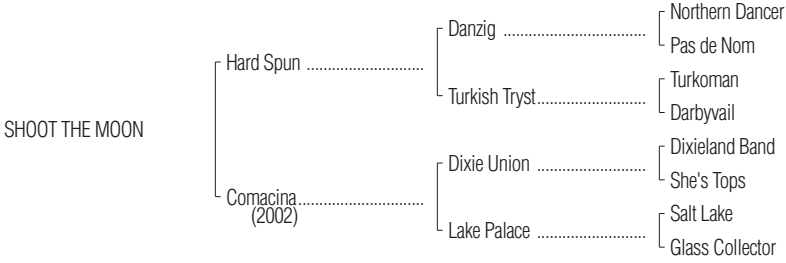 Northern Dancer
Danzig ................................
Pas de Nom
Hard Spun ..........................
Turkoman
Turkish Tryst........................
Darbyvail
SHOOT THE MOON
Dixieland Band
Dixie Union ........................
She's Tops
Comacina............................
(2002)
Salt Lake
Lake Palace ........................
Glass Collector